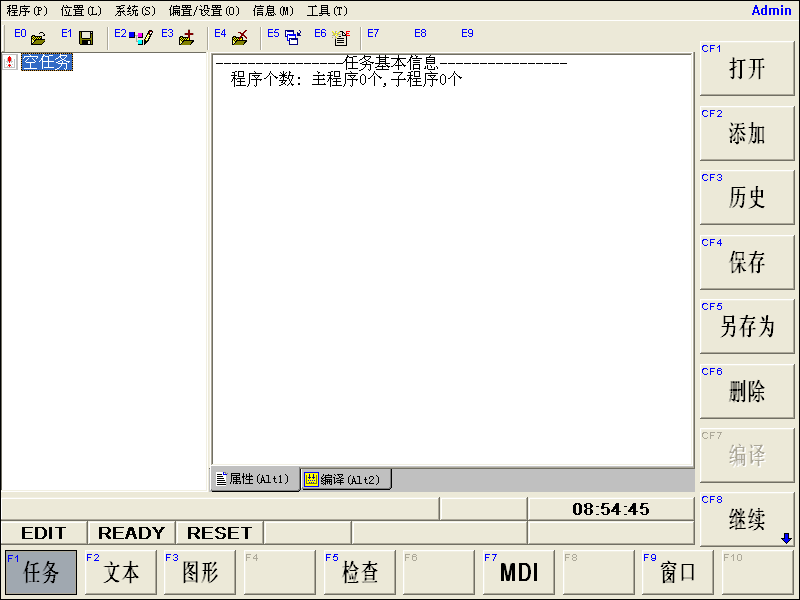 程序(P) 位置(L) 系统(S) 偏置/设置(O) 信息(M) 工具(T) Admin
E0 E1 E2 E3 E4 E5 E6 E7 E8 E9
空任务
----------------任务基本信息----------------
程序个数: 主程序0个,子程序0个
CF1 打开
CF2 添加
CF3 历史
CF4 保存
CF5 另存为
CF6 删除
CF7 编译
CF8 继续
属性(Alt1) 编译(Alt2)
08:54:45
EDIT READY RESET
F1 任务 F2 文本 F3 图形 F4 F5 检查 F6 F7 MDI F8 F9 窗口 F10